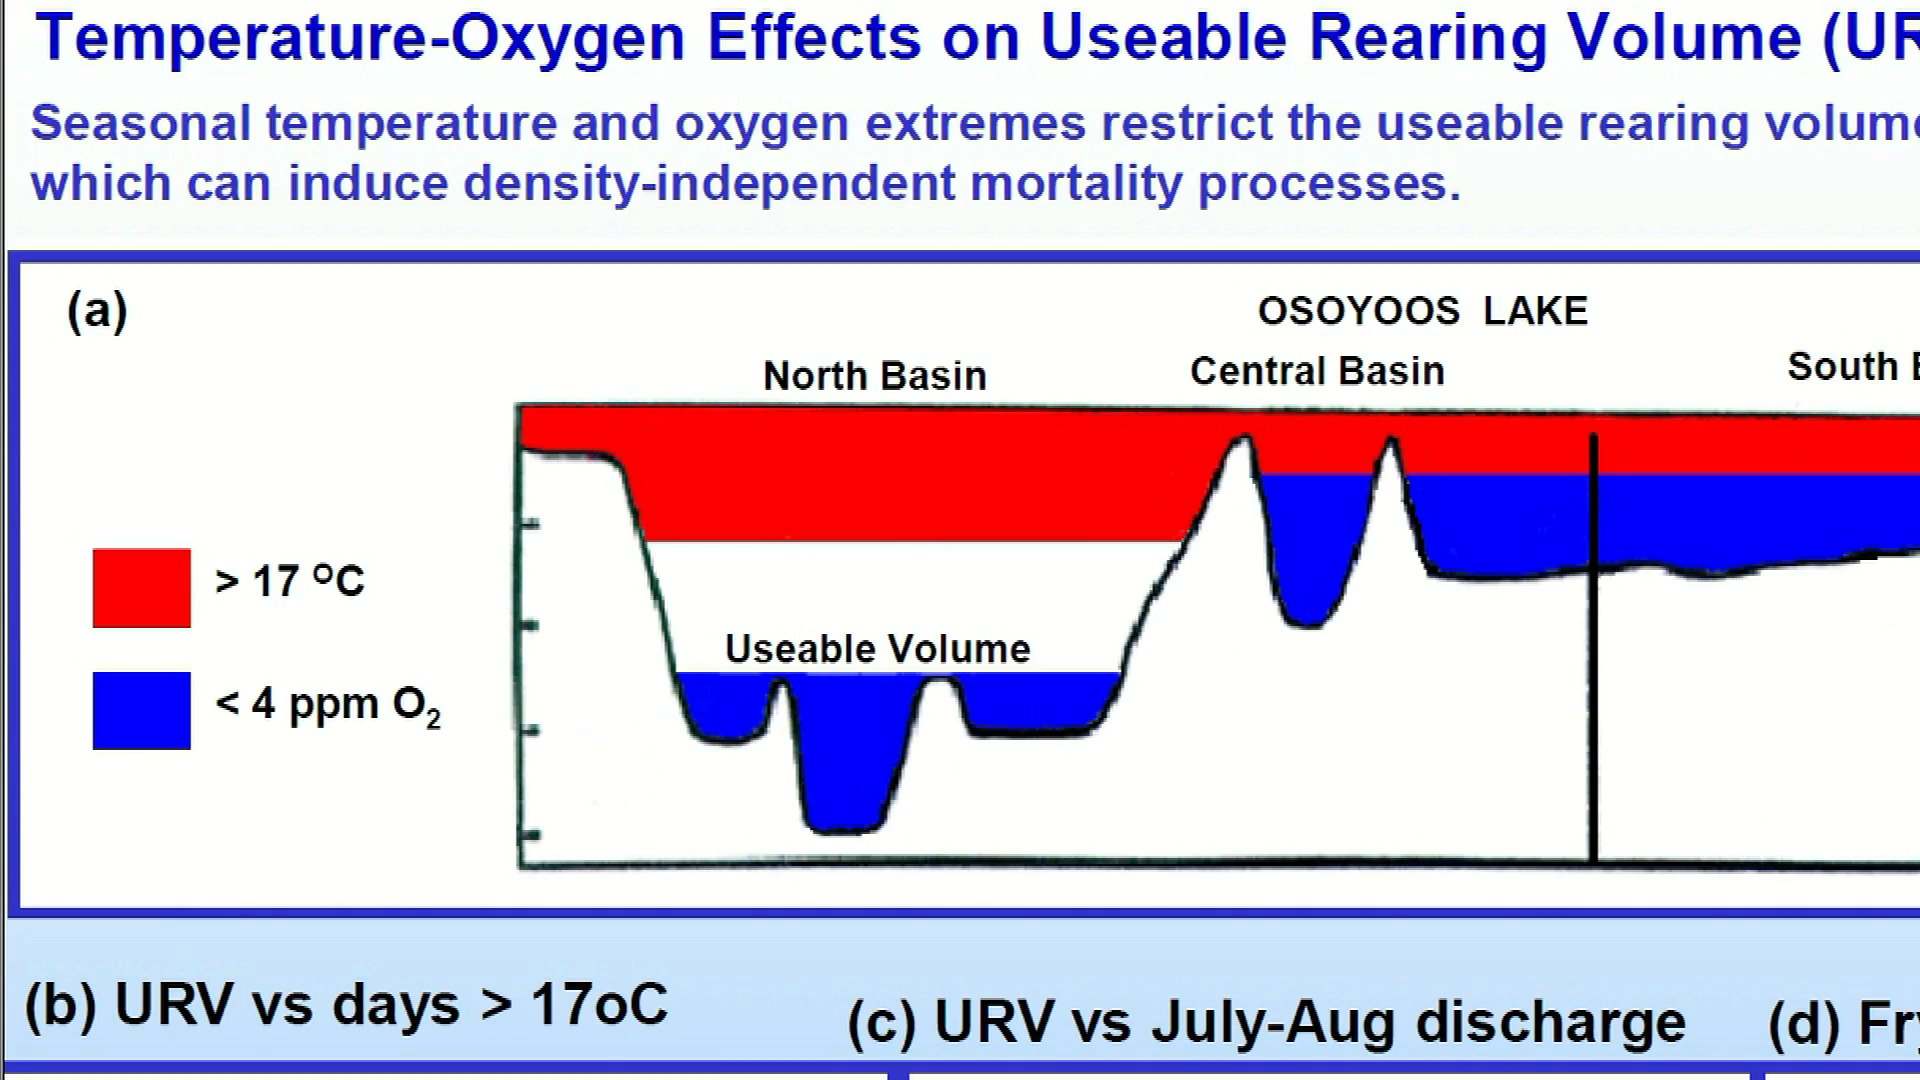 Temperature-Oxygen Effects on Useable Rearing Volume (UR
Seasonal temperature and oxygen extremes restrict the useable rearing volume
which can induce density-independent mortality processes.
(a)
OSOYOOS LAKE
North Basin
Central Basin
South
> 17 ºC
< 4 ppm O₂
Useable Volume
(b) URV vs days > 17oC
(c) URV vs July-Aug discharge
(d) Fry